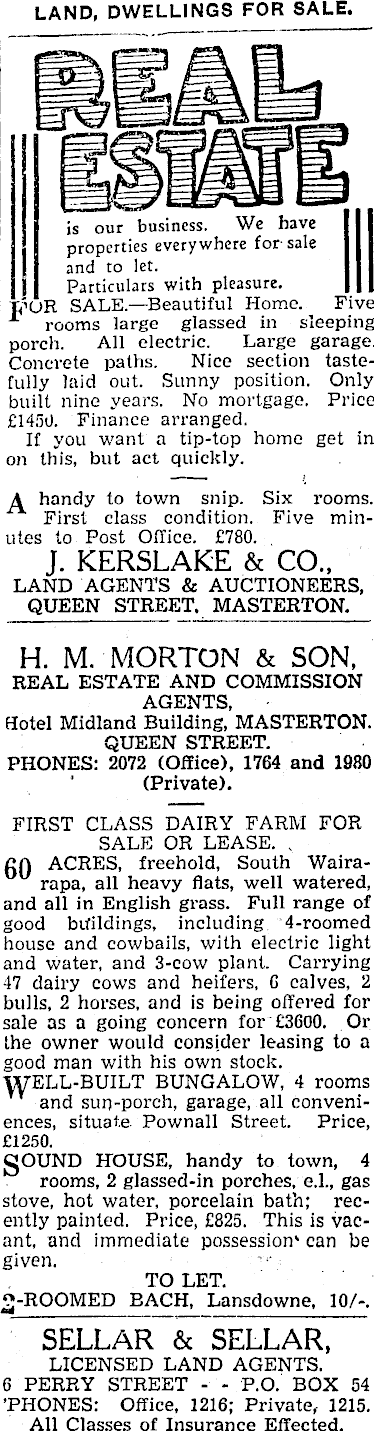 LAND, DWELLINGS FOR SALE.
REAL
ESTATE
is our business. We have
properties everywhere for sale
and to let.
Particulars with pleasure.
FOR SALE.—Beautiful Home. Five
rooms large glassed in sleeping
porch. All electric. Large garage.
Concrete paths. Nice section taste-
fully laid out. Sunny position. Only
built nine years. No mortgage. Price
£1450. Finance arranged.
If you want a tip-top home get in
on this, but act quickly.
A handy to town snip. Six rooms.
First class condition. Five min-
utes to Post Office. £780.
J. KERSLAKE & CO.,
LAND AGENTS & AUCTIONEERS,
QUEEN STREET, MASTERTON.
H. M. MORTON & SON,
REAL ESTATE AND COMMISSION
AGENTS,
Hotel Midland Building, MASTERTON.
QUEEN STREET.
PHONES: 2072 (Office), 1764 and 1980
(Private).
FIRST CLASS DAIRY FARM FOR
SALE OR LEASE.
60 ACRES, freehold, South Waira-
rapa, all heavy flats, well watered,
and all in English grass. Full range of
good buildings, including 4-roomed
house and cowbails, with electric light
and water, and 3-cow plant. Carrying
47 dairy cows and heifers, 6 calves, 2
bulls, 2 horses, and is being offered for
sale as a going concern for £3600. Or
the owner would consider leasing to a
good man with his own stock.
WELL-BUILT BUNGALOW, 4 rooms
and sun-porch, garage, all conveni-
ences, situate Pownall Street. Price,
£1250.
SOUND HOUSE, handy to town, 4
rooms, 2 glassed-in porches, e.l., gas
stove, hot water, porcelain bath; rec-
ently painted. Price, £825. This is vac-
ant, and immediate possession can be
given.
TO LET.
2-ROOMED BACH, Lansdowne, 10/-.
SELLAR & SELLAR,
LICENSED LAND AGENTS.
6 PERRY STREET - - P.O. BOX 54
'PHONES: Office, 1216; Private, 1215.
All Classes of Insurance Effected.